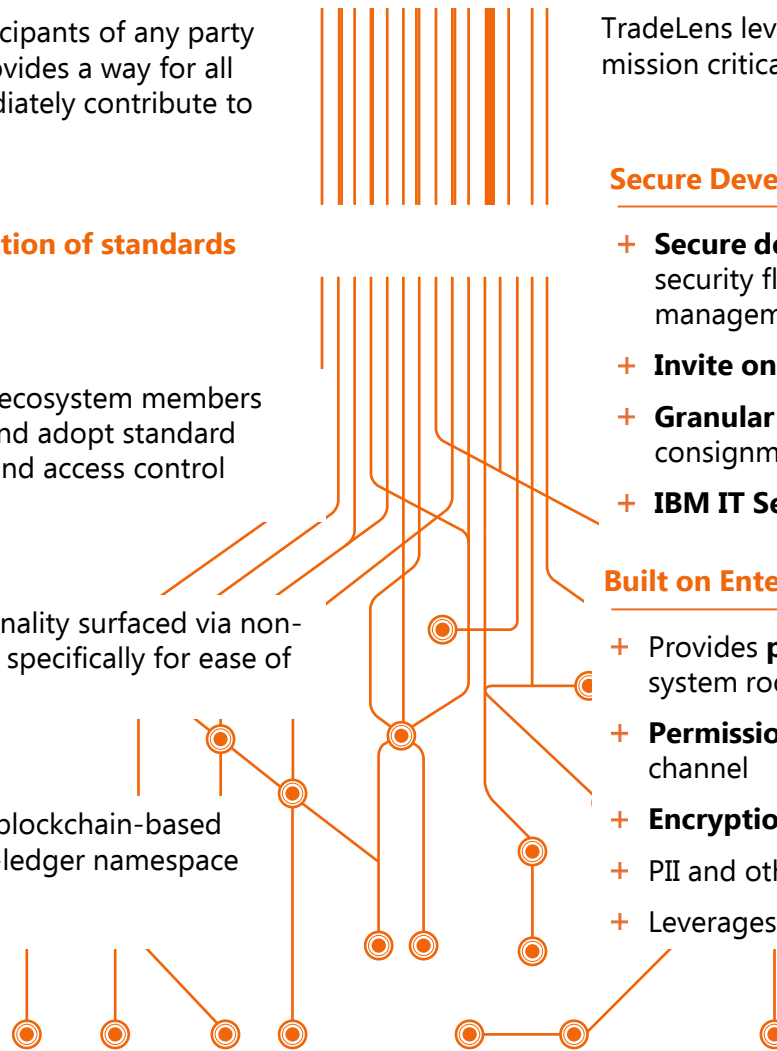 cipants of any party
ovides a way for all
diately contribute to
tion of standards
ecosystem members
nd adopt standard
nd access control
nality surfaced via non-
specifically for ease of
blockchain-based
-ledger namespace
TradeLens lev
mission critica
Secure Deve
+ Secure de
security fl
managem
+ Invite on
+ Granular
consignm
+ IBM IT Se
Built on Ente
+ Provides p
system roo
+ Permissio
channel
+ Encryptio
+ PII and oth
+ Leverages